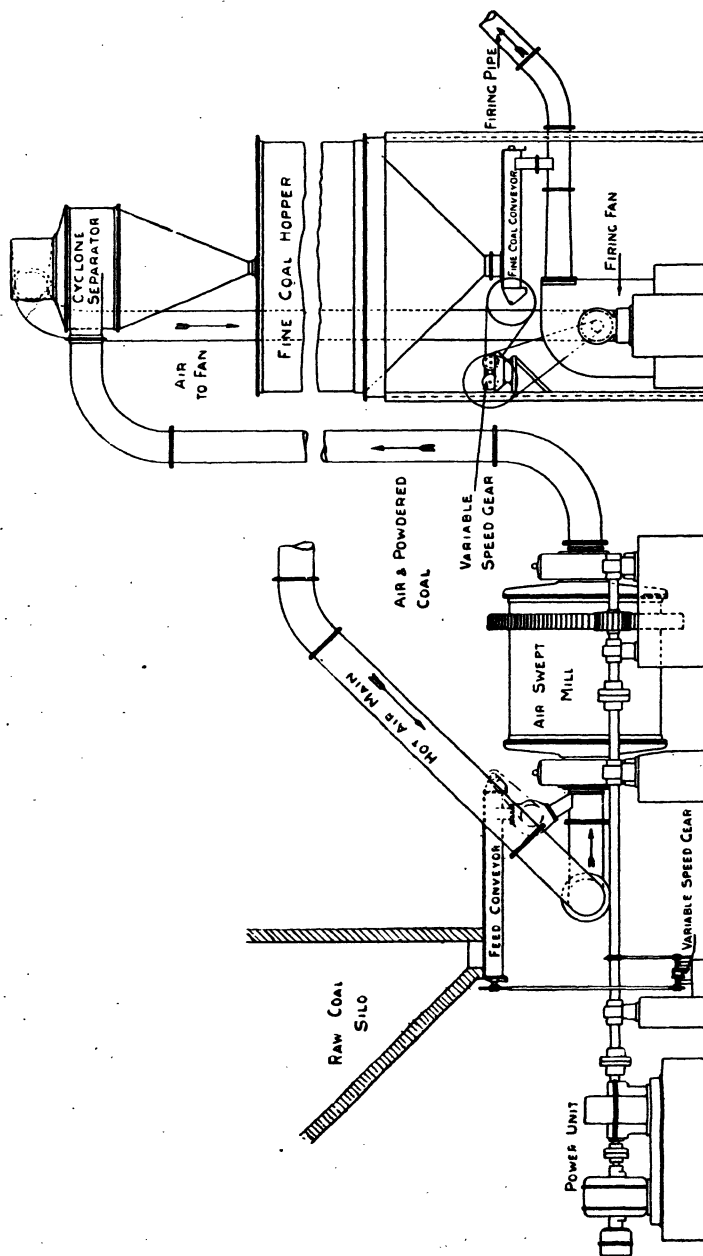 FIRING PIPE
CYCLONE
SEPARATOR
FINE COAL HOPPER
FINE COAL CONVEYOR
FIRING FAN
AIR
TO FAN
AIR & POWDERED
COAL
VARIABLE
SPEED GEAR
HOT AIR MAIN
AIR SWEPT
MILL
FEED CONVEYOR
VARIABLE SPEED GEAR
RAW COAL
SILO
POWER UNIT